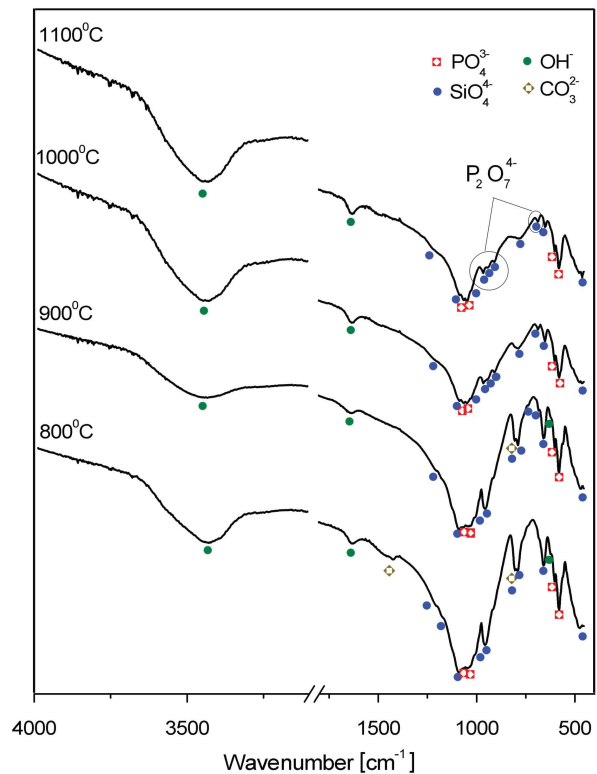 1100⁰C
PO₄³⁻ OH⁻
SiO₄⁴⁻ CO₃²⁻
1000⁰C
P₂O₇⁴⁻
900⁰C
800⁰C
4000 3500 1500 1000 500
Wavenumber [cm⁻¹]